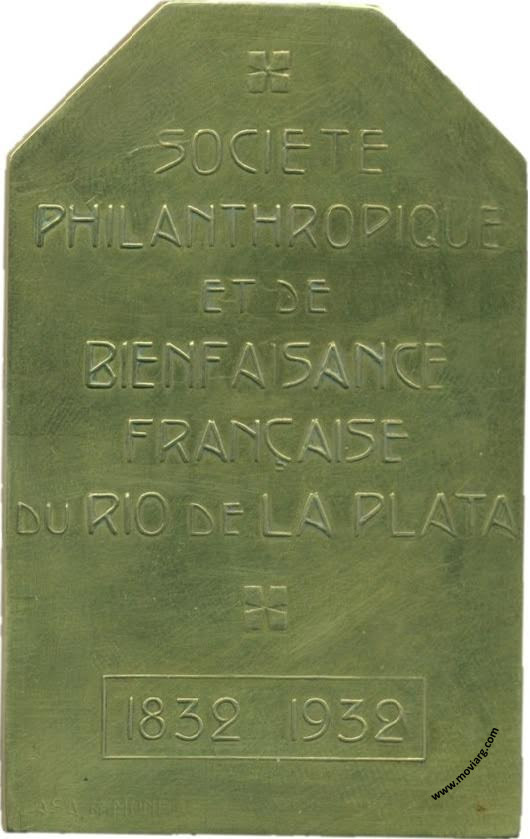 SOCIETE
PHILANTHROPIQUE
ET DE
BIENFAISANCE
FRANÇAISE
DU RIO DE LA PLATA
1832 1932
www.moviarg.com